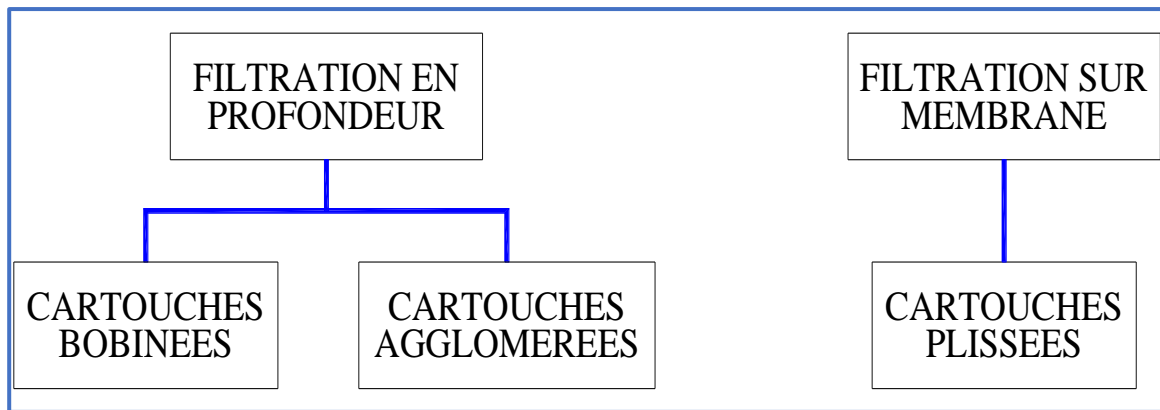 FILTRATION EN
PROFONDEUR
FILTRATION SUR
MEMBRANE
CARTOUCHES
BOBINEES
CARTOUCHES
AGGLOMEREES
CARTOUCHES
PLISSEES